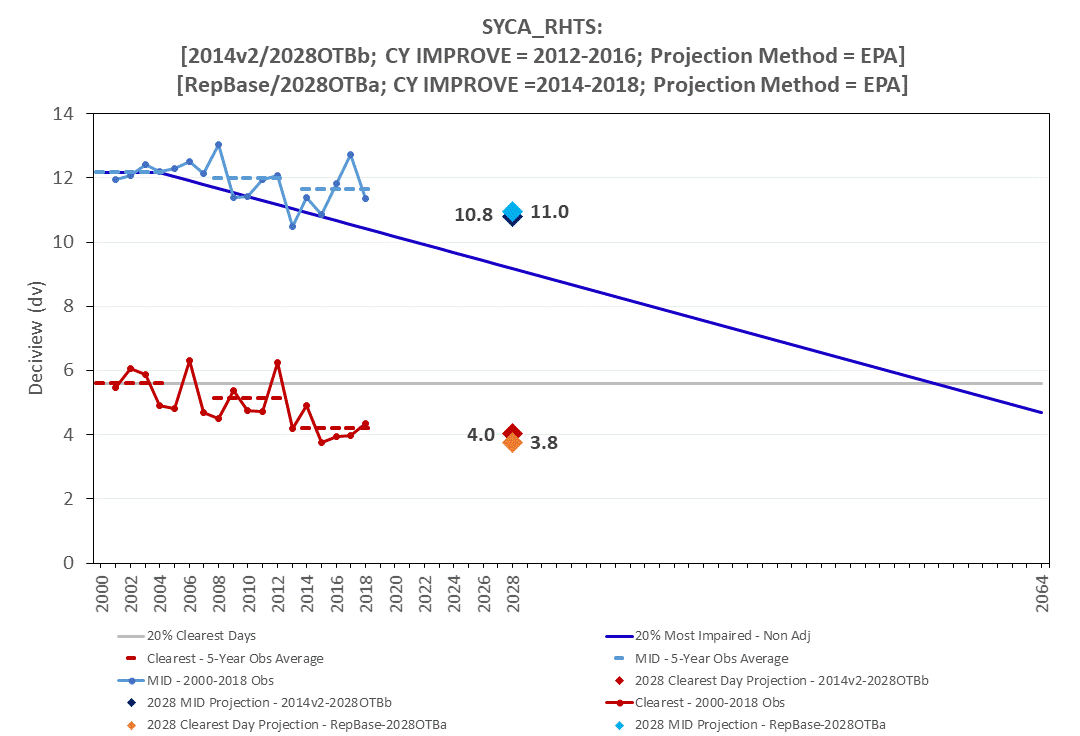 SYCA_RHTS:
[2014v2/2028OTBb; CY IMPROVE = 2012-2016; Projection Method = EPA]
[RepBase/2028OTBa; CY IMPROVE =2014-2018; Projection Method = EPA]
14
12
10
8
6
4
2
0
Deciview (dv)
10.8
11.0
4.0
3.8
2000
2002
2004
2006
2008
2010
2012
2014
2016
2018
2020
2022
2024
2026
2028
2064
20% Clearest Days
20% Most Impaired - Non Adj
Clearest - 5-Year Obs Average
MID - 5-Year Obs Average
MID - 2000-2018 Obs
2028 Clearest Day Projection - 2014v2-2028OTBb
2028 MID Projection - 2014v2-2028OTBb
Clearest - 2000-2018 Obs
2028 Clearest Day Projection - RepBase-2028OTBa
2028 MID Projection - RepBase-2028OTBa